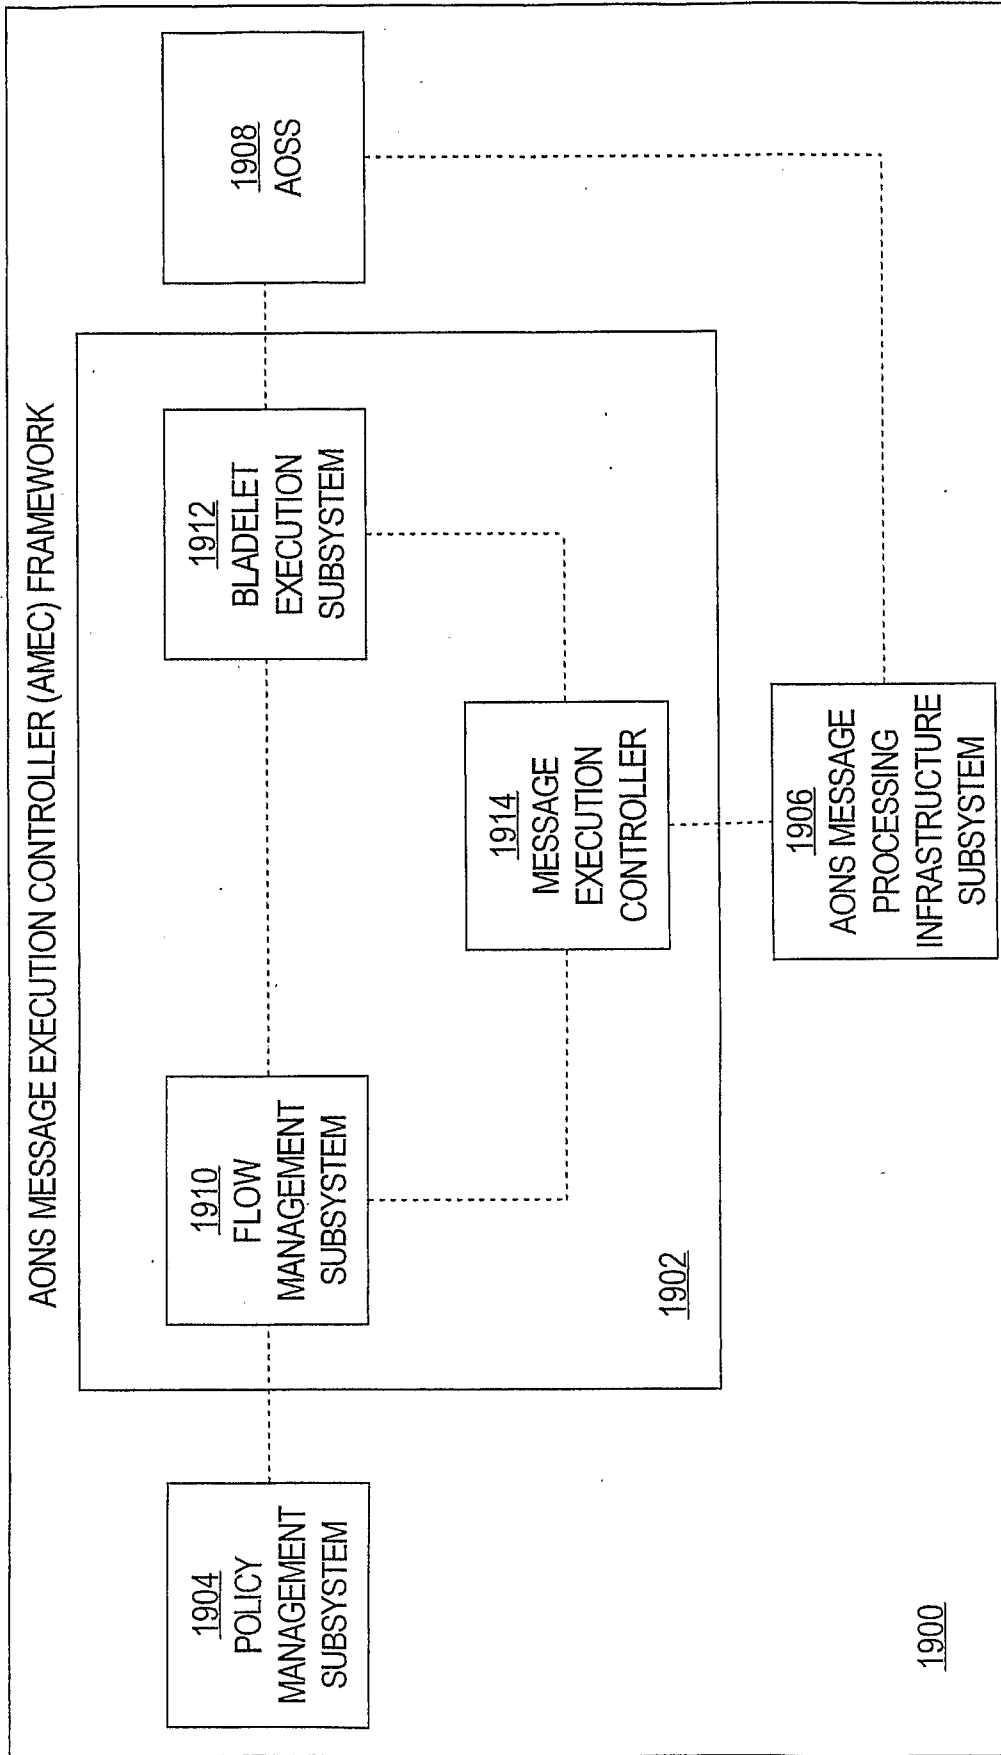 AONS MESSAGE EXECUTION CONTROLLER (AMEC) FRAMEWORK
1904
POLICY
MANAGEMENT
SUBSYSTEM
1910
FLOW
MANAGEMENT
SUBSYSTEM
1912
BLADELET
EXECUTION
SUBSYSTEM
1908
AOSS
1914
MESSAGE
EXECUTION
CONTROLLER
1902
1906
AONS MESSAGE
PROCESSING
INFRASTRUCTURE
SUBSYSTEM
1900